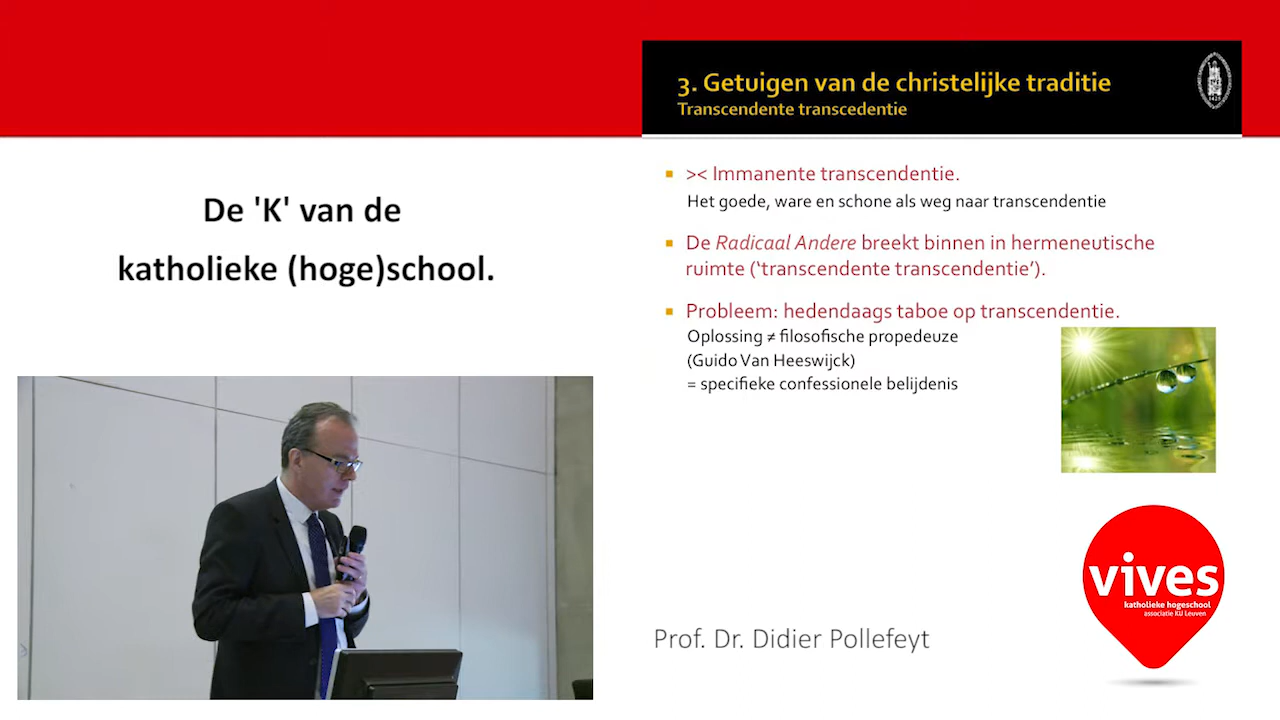 De 'K' van de
katholieke (hoge)school.
3. Getuigen van de christelijke traditie
Transcendente transcedentie
1425
>< Immanente transcendentie.
Het goede, ware en schone als weg naar transcendentie
De Radicaal Andere breekt binnen in hermeneutische
ruimte (‘transcendente transcendentie’).
Probleem: hedendaags taboe op transcendentie.
Oplossing ≠ filosofische propedeuze
(Guido Van Heeswijck)
= specifieke confessionele belijdenis
Prof. Dr. Didier Pollefeyt
vives
katholieke hogeschool
associatie KU Leuven